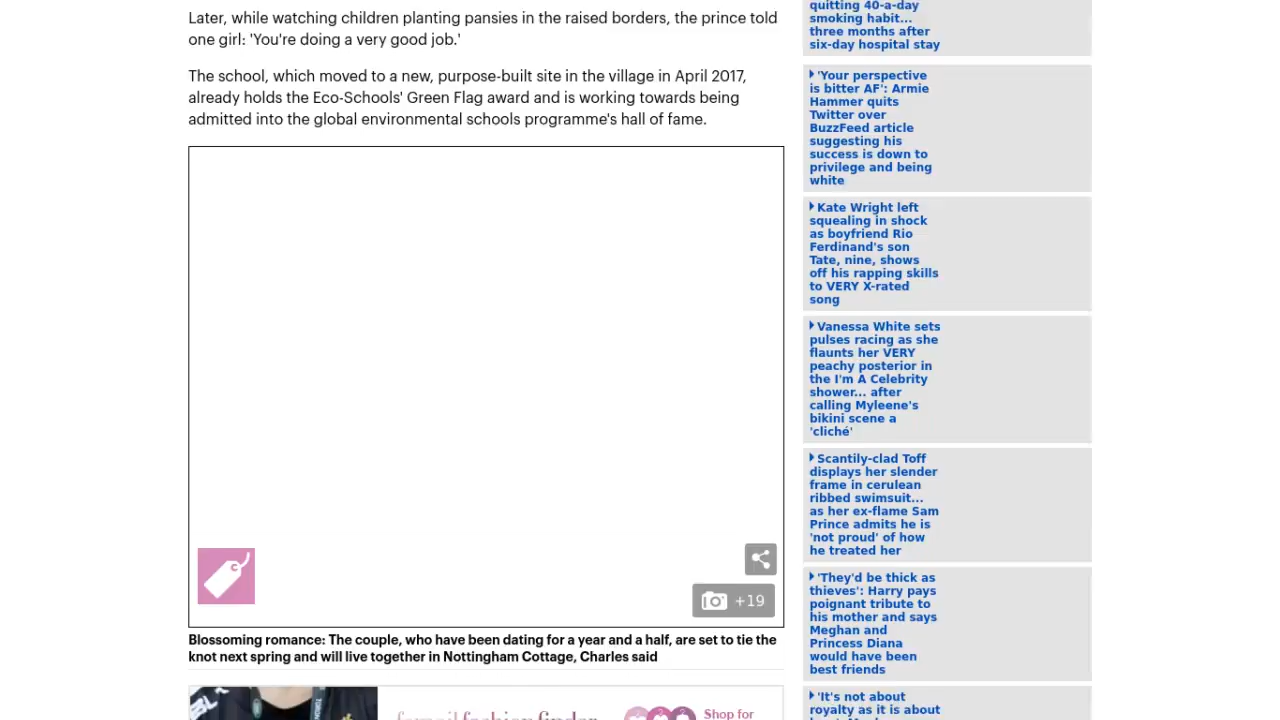 Later, while watching children planting pansies in the raised borders, the prince told
one girl: 'You're doing a very good job.'
The school, which moved to a new, purpose-built site in the village in April 2017,
already holds the Eco-Schools' Green Flag award and is working towards being
admitted into the global environmental schools programme's hall of fame.
+19
Blossoming romance: The couple, who have been dating for a year and a half, are set to tie the
knot next spring and will live together in Nottingham Cottage, Charles said
femail fashion finder
Shop for
quitting 40-a-day
smoking habit...
three months after
six-day hospital stay
'Your perspective
is bitter AF': Armie
Hammer quits
Twitter over
BuzzFeed article
suggesting his
success is down to
privilege and being
white
Kate Wright left
squealing in shock
as boyfriend Rio
Ferdinand's son
Tate, nine, shows
off his rapping skills
to VERY X-rated
song
Vanessa White sets
pulses racing as she
flaunts her VERY
peachy posterior in
the I'm A Celebrity
shower... after
calling Myleene's
bikini scene a
'cliché'
Scantily-clad Toff
displays her slender
frame in cerulean
ribbed swimsuit...
as her ex-flame Sam
Prince admits he is
'not proud' of how
he treated her
'They'd be thick as
thieves': Harry pays
poignant tribute to
his mother and says
Meghan and
Princess Diana
would have been
best friends
'It's not about
royalty as it is about